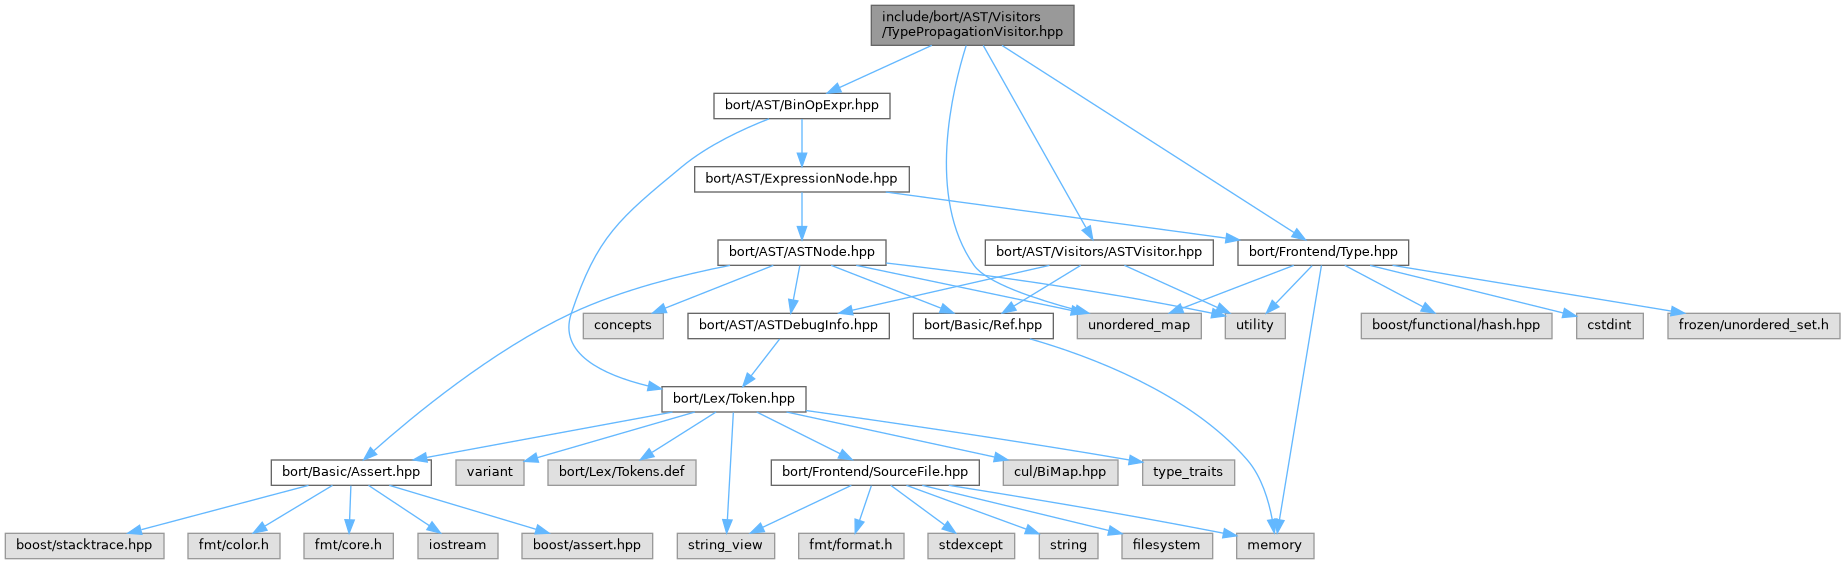 include/bort/AST/Visitors
/TypePropagationVisitor.hpp
bort/AST/BinOpExpr.hpp
bort/AST/ExpressionNode.hpp
bort/AST/ASTNode.hpp
bort/AST/Visitors/ASTVisitor.hpp
bort/Frontend/Type.hpp
concepts
bort/AST/ASTDebugInfo.hpp
bort/Basic/Ref.hpp
unordered_map
utility
boost/functional/hash.hpp
cstdint
frozen/unordered_set.h
bort/Lex/Token.hpp
bort/Basic/Assert.hpp
variant
bort/Lex/Tokens.def
bort/Frontend/SourceFile.hpp
cul/BiMap.hpp
type_traits
boost/stacktrace.hpp
fmt/color.h
fmt/core.h
iostream
boost/assert.hpp
string_view
fmt/format.h
stdexcept
string
filesystem
memory